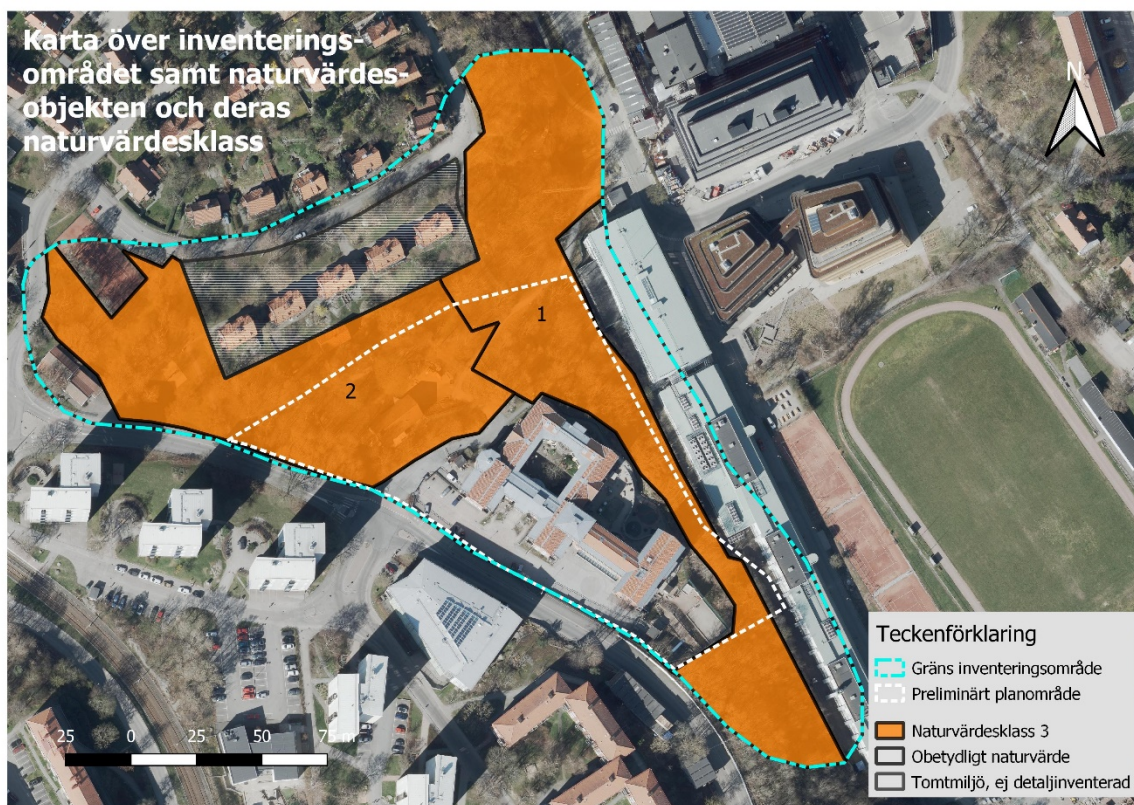 Karta över inventerings-
området samt naturvärdes-
objekten och deras
naturvärdesklass
N
1
2
Teckenförklaring
Gräns inventeringsområde
Preliminärt planområde
Naturvärdesklass 3
Obetydligt naturvärde
Tomtmiljö, ej detaljinventerad
25 0 25 50 75 m